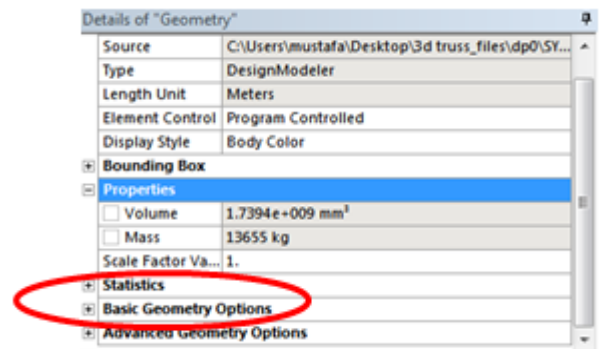 Details of "Geometry"
Source C:\Users\mustafa\Desktop\3d truss_files\dp0\SY...
Type DesignModeler
Length Unit Meters
Element Control Program Controlled
Display Style Body Color
Bounding Box
Properties
Volume 1.7394e+009 mm³
Mass 13655 kg
Scale Factor Va... 1.
Statistics
Basic Geometry Options
Advanced Geometry Options